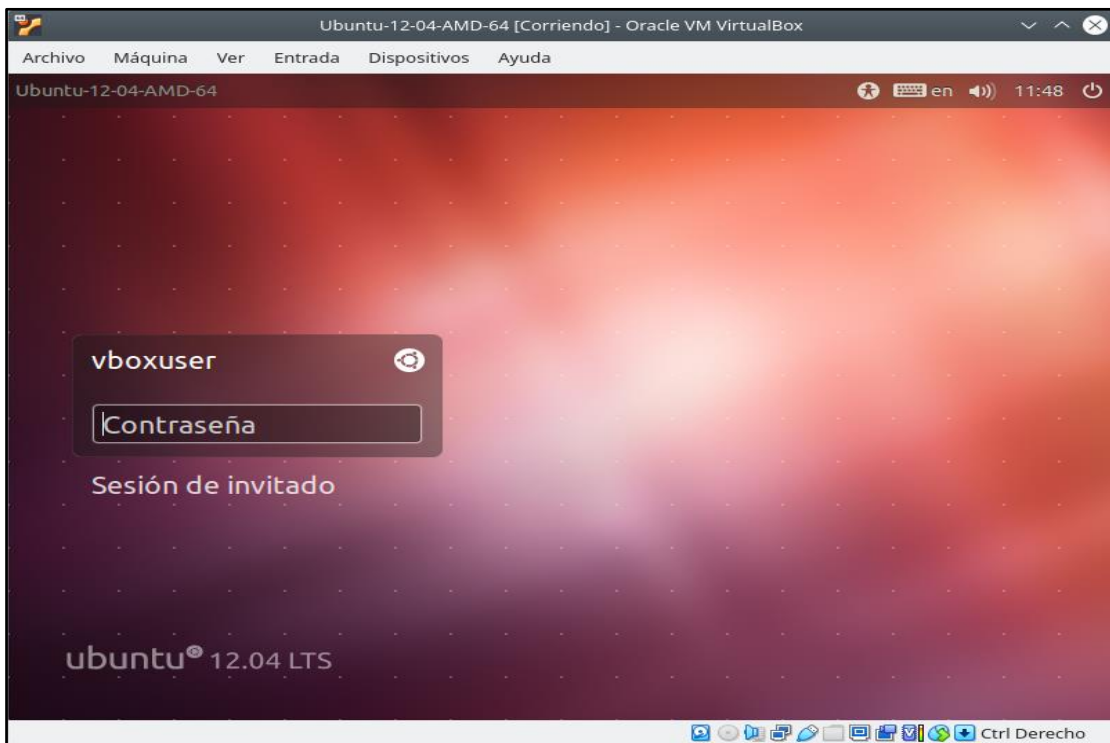 Ubuntu-12-04-AMD-64 [Corriendo] - Oracle VM VirtualBox
Archivo Máquina Ver Entrada Dispositivos Ayuda
Ubuntu-12-04-AMD-64 en 11:48
vboxuser
Contraseña
Sesión de invitado
ubuntu® 12.04 LTS
Ctrl Derecho